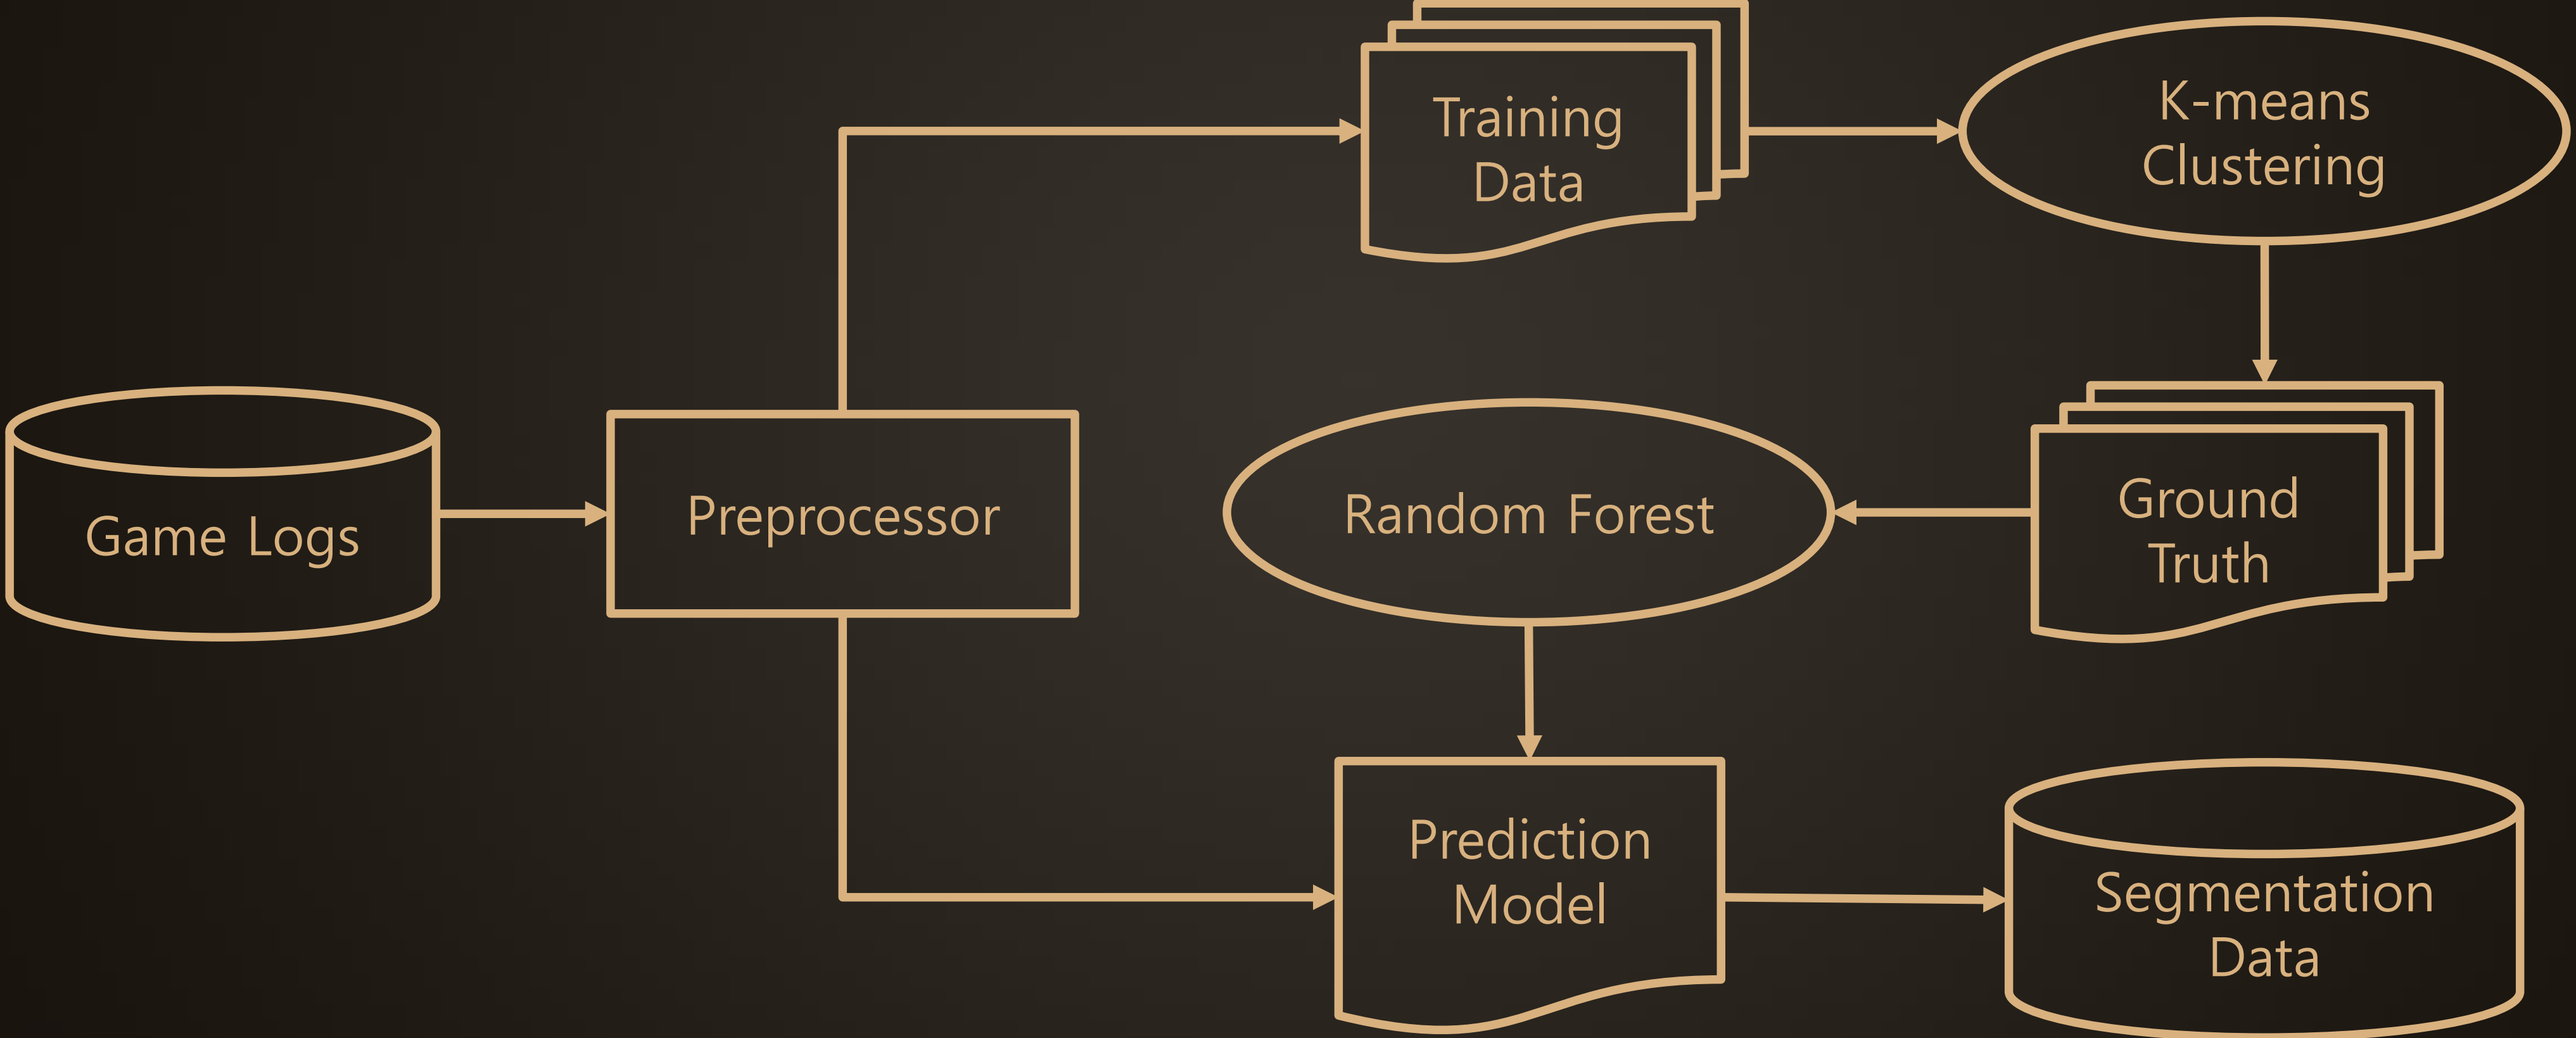 Training
Data
K-means
Clustering
Game Logs
Preprocessor
Random Forest
Ground
Truth
Prediction
Model
Segmentation
Data